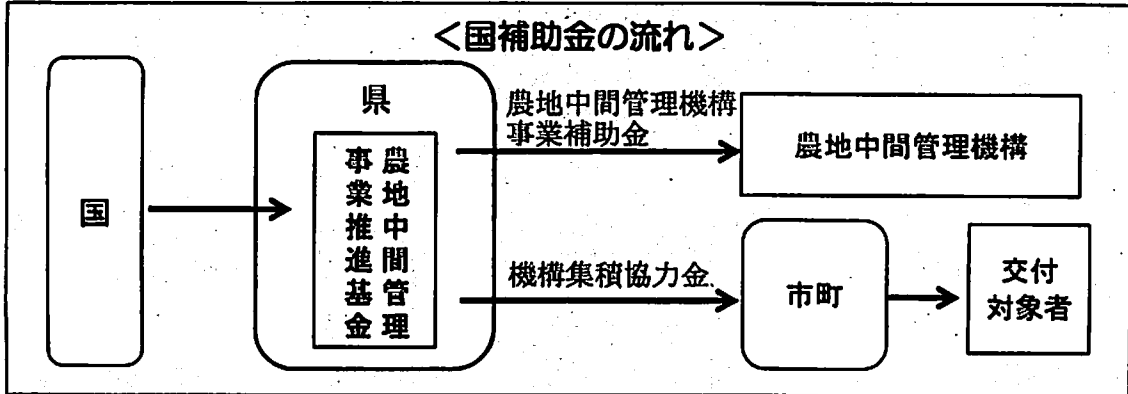 ＜国補助金の流れ＞
国
県
農地中間管理
事業推進基金
農地中間管理機構
事業補助金
農地中間管理機構
機構集積協力金
市町
交付
対象者